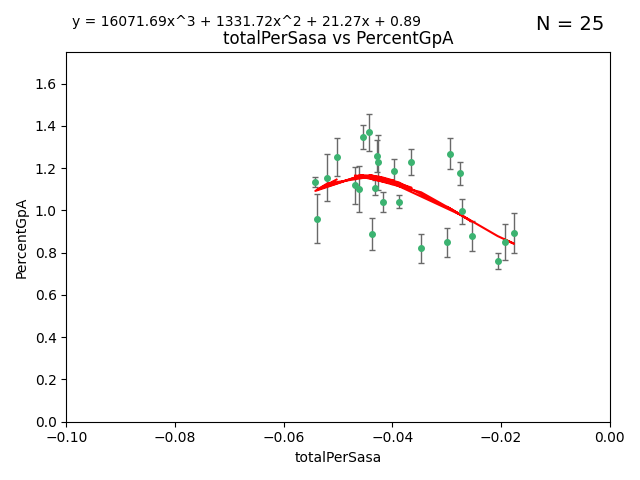 y = 16071.69x^3 + 1331.72x^2 + 21.27x + 0.89
N = 25
totalPerSasa vs PercentGpA
1.6
1.4
1.2
1.0
0.8
0.6
0.4
0.2
0.0
PercentGpA
−0.10 −0.08 −0.06 −0.04 −0.02 0.00
totalPerSasa